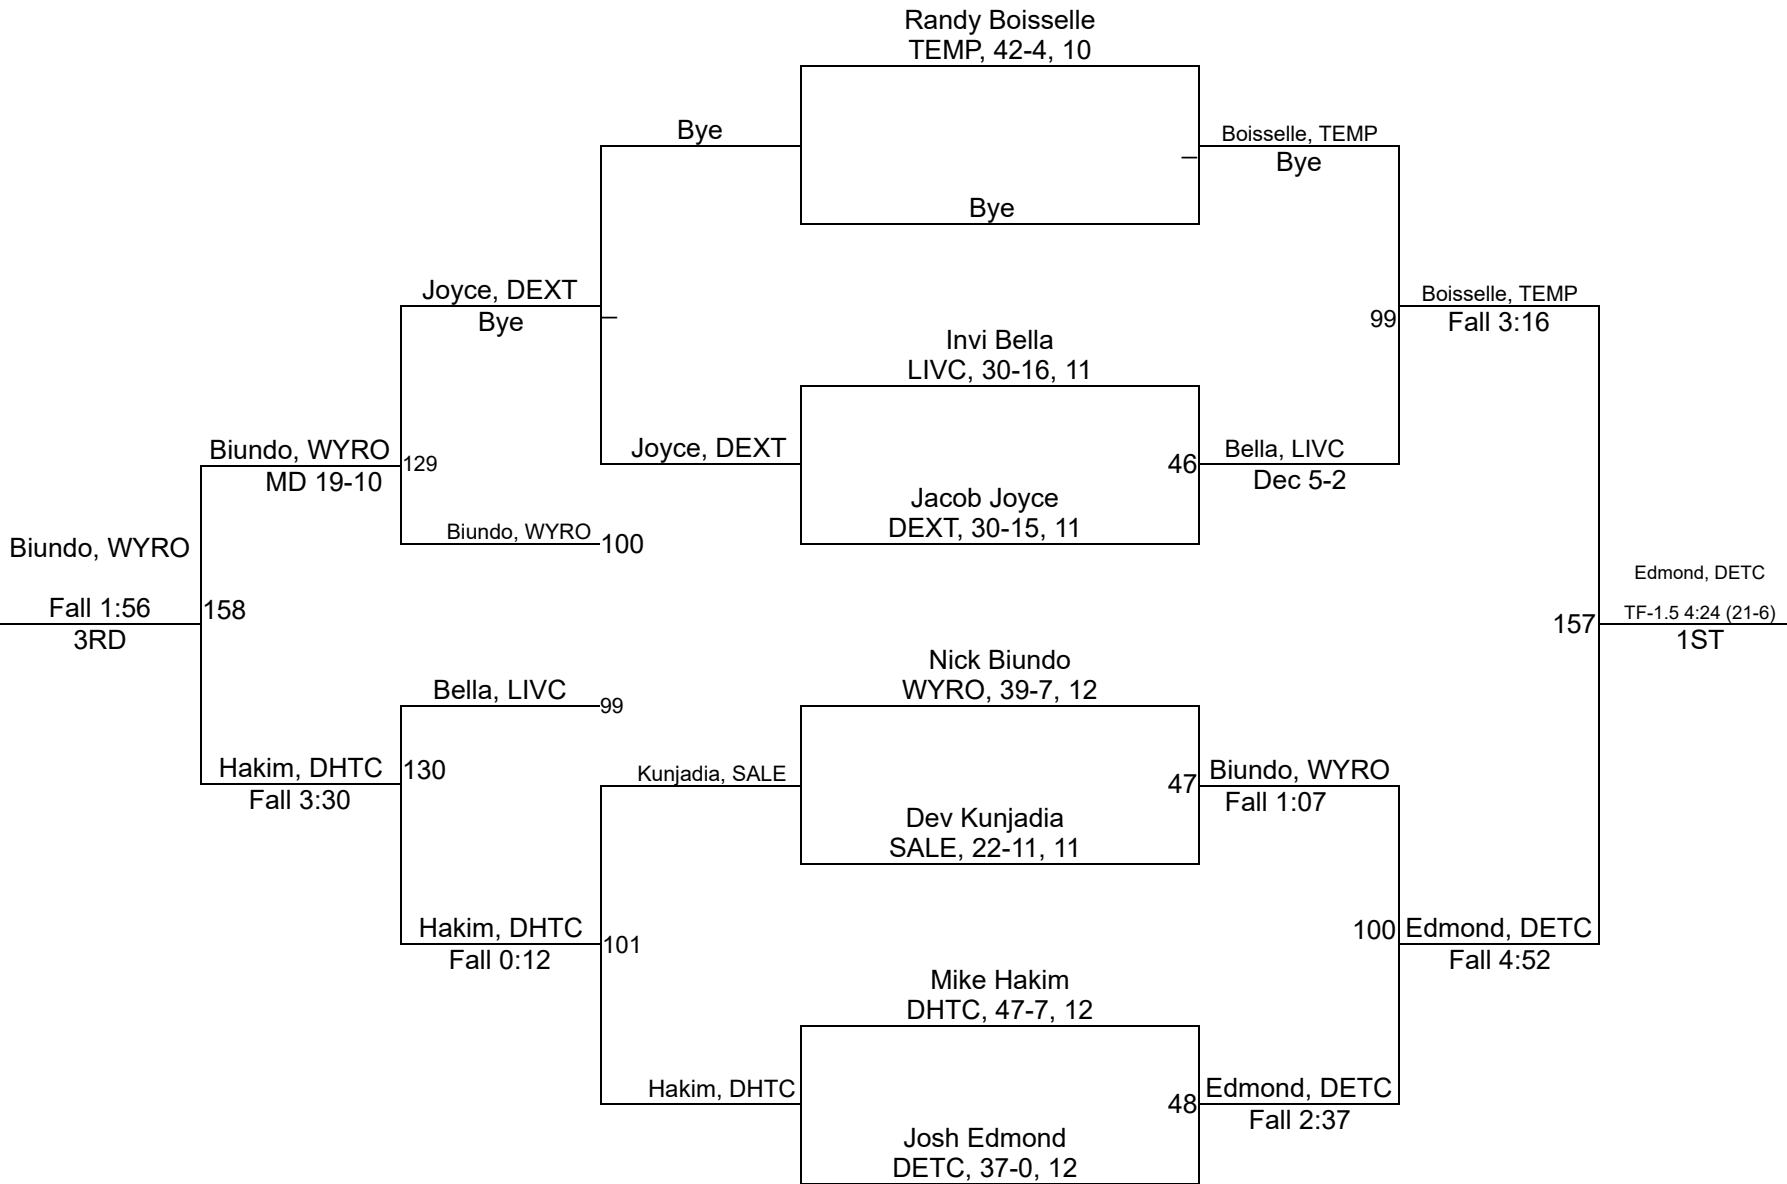 Randy Boisselle
TEMP, 42-4, 10
Bye
Boisselle, TEMP
–
Bye
Bye
Joyce, DEXT
Bye
–
Boisselle, TEMP
99
Fall 3:16
Invi Bella
LIVC, 30-16, 11
Biundo, WYRO
129
MD 19-10
Joyce, DEXT
46
Bella, LIVC
Dec 5-2
Jacob Joyce
DEXT, 30-15, 11
Biundo, WYRO
100
Biundo, WYRO
Fall 1:56
158
3RD
Edmond, DETC
TF-1.5 4:24 (21-6)
157
1ST
Nick Biundo
WYRO, 39-7, 12
Bella, LIVC
99
Hakim, DHTC
130
Fall 3:30
Kunjadia, SALE
47
Biundo, WYRO
Fall 1:07
Dev Kunjadia
SALE, 22-11, 11
Hakim, DHTC
101
Fall 0:12
100
Edmond, DETC
Fall 4:52
Mike Hakim
DHTC, 47-7, 12
Hakim, DHTC
48
Edmond, DETC
Fall 2:37
Josh Edmond
DETC, 37-0, 12